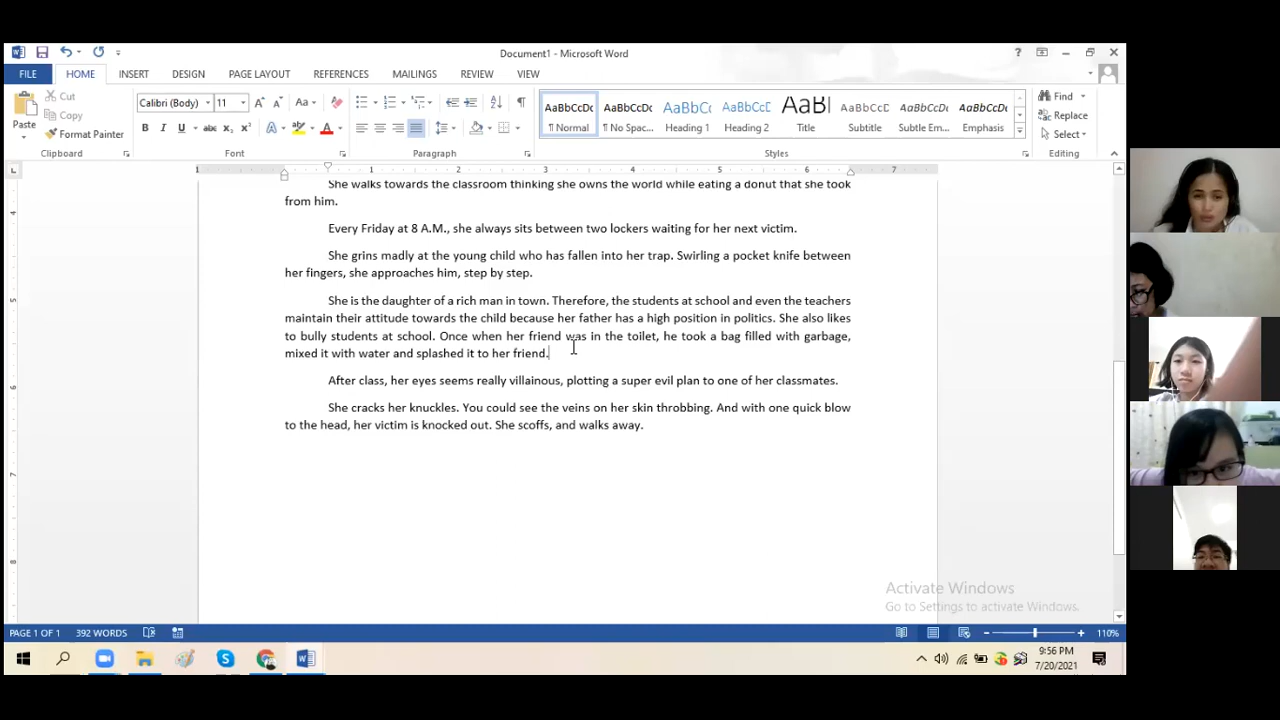 Document1 - Microsoft Word
FILE HOME INSERT DESIGN PAGE LAYOUT REFERENCES MAILINGS REVIEW VIEW
Cut
Copy
Paste
Format Painter
Clipboard
Calibri (Body) 11
Font
Paragraph
AaBbCcDc AaBbCcDc AaBbCc AaBbCcD AaBl AaBbCcD AaBbCcDc AaBbCcDc
¶ Normal ¶ No Spac... Heading 1 Heading 2 Title Subtitle Subtle Em... Emphasis
Styles
Find
Replace
Select
Editing
1 1 2 3 4 5 6 7
She walks towards the classroom thinking she owns the world while eating a donut that she took
from him.
Every Friday at 8 A.M., she always sits between two lockers waiting for her next victim.
She grins madly at the young child who has fallen into her trap. Swirling a pocket knife between
her fingers, she approaches him, step by step.
She is the daughter of a rich man in town. Therefore, the students at school and even the teachers
maintain their attitude towards the child because her father has a high position in politics. She also likes
to bully students at school. Once when her friend was in the toilet, he took a bag filled with garbage,
mixed it with water and splashed it to her friend.
After class, her eyes seems really villainous, plotting a super evil plan to one of her classmates.
She cracks her knuckles. You could see the veins on her skin throbbing. And with one quick blow
to the head, her victim is knocked out. She scoffs, and walks away.
Activate Windows
Go to Settings to activate Windows.
PAGE 1 OF 1 392 WORDS 110%
9:56 PM
7/20/2021